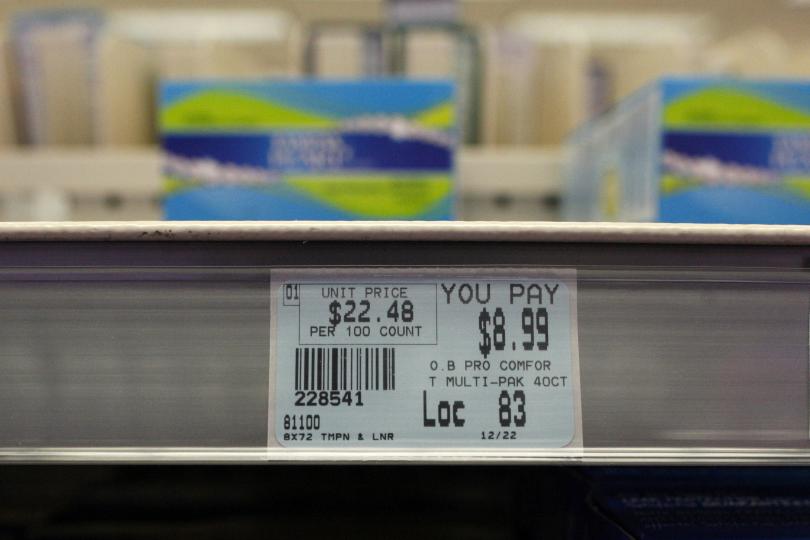 01
UNIT PRICE
$22.48
PER 100 COUNT
YOU PAY
$8.99
O.B PRO COMFOR
T MULTI-PAK 40CT
228541
Loc 83
81100
8X72 TMPN & LNR
12/22